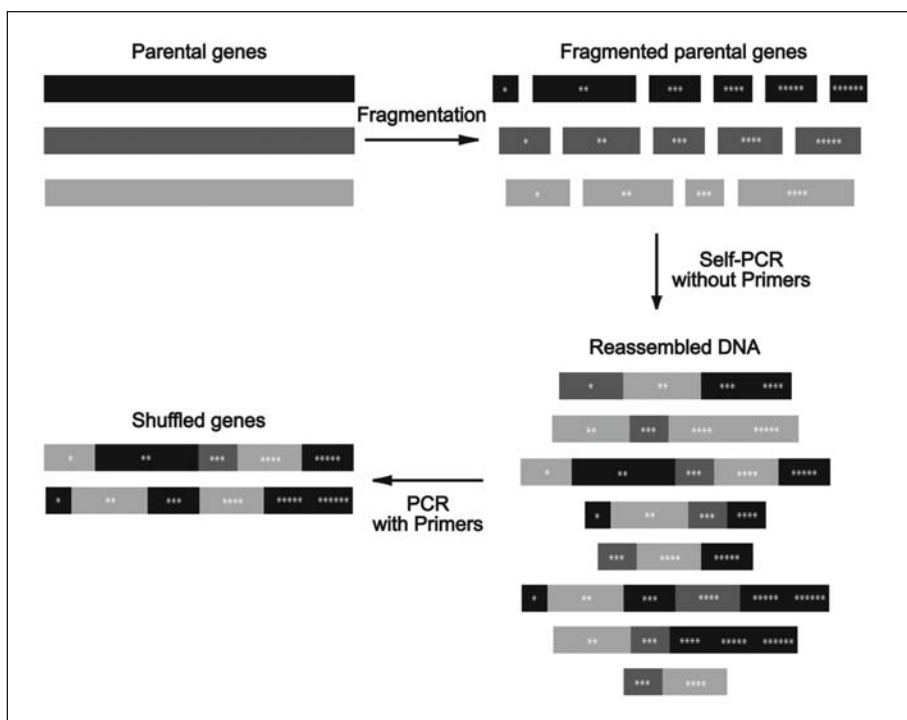 Parental genes
Fragmented parental genes
* ** *** **** ***** ******
Fragmentation
* ** *** **** *****
* ** *** ****
Self-PCR
without Primers
Reassembled DNA
* ** *** ****
** *** **** *****
* ** *** **** *****
* ** *** ****
*** **** *****
* ** *** **** ***** ******
** *** **** ***** ******
*** ****
Shuffled genes
* ** *** **** *****
* ** *** **** ***** ******
PCR
with Primers